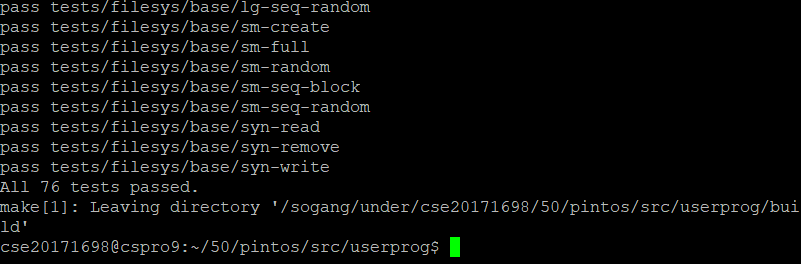 pass tests/filesys/base/lg-seq-random
pass tests/filesys/base/sm-create
pass tests/filesys/base/sm-full
pass tests/filesys/base/sm-random
pass tests/filesys/base/sm-seq-block
pass tests/filesys/base/sm-seq-random
pass tests/filesys/base/syn-read
pass tests/filesys/base/syn-remove
pass tests/filesys/base/syn-write
All 76 tests passed.
make[1]: Leaving directory '/sogang/under/cse20171698/50/pintos/src/userprog/bui
ld'
cse20171698@cspro9:~/50/pintos/src/userprog$